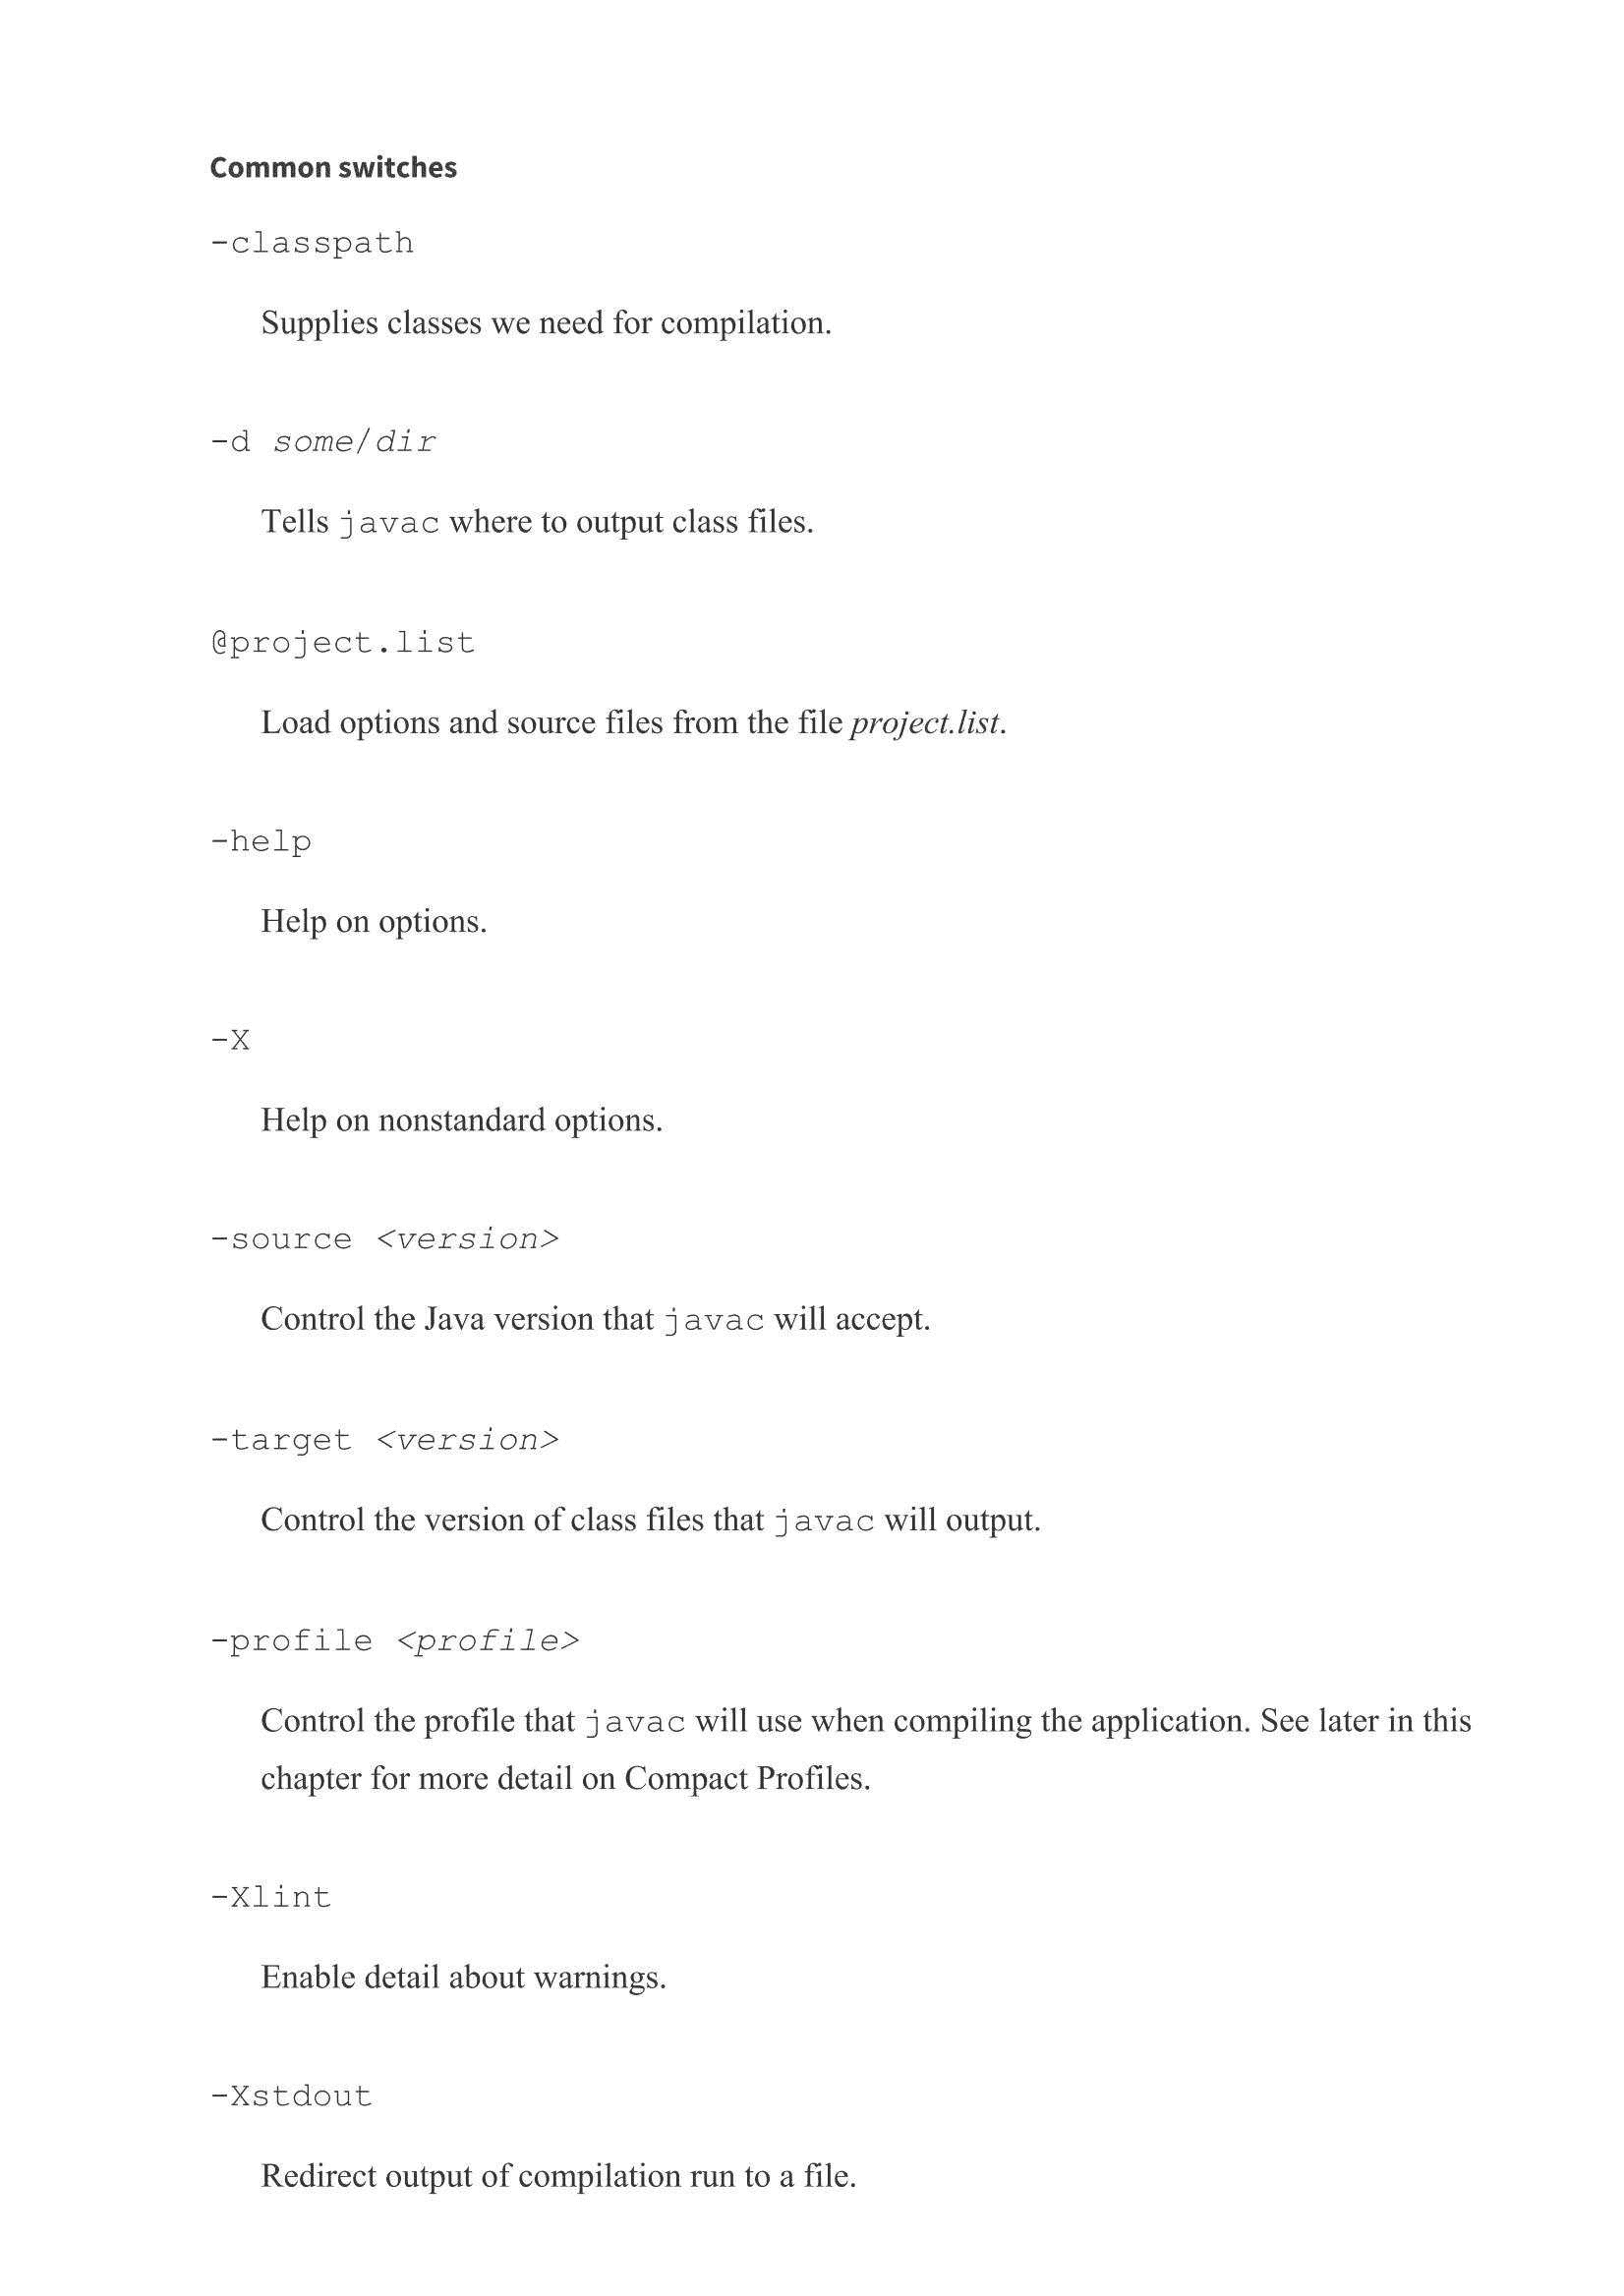 Common switches
-classpath
Supplies classes we need for compilation.
-d some/dir
Tells javac where to output class files.
@project.list
Load options and source files from the file project.list.
-help
Help on options.
-X
Help on nonstandard options.
-source <version>
Control the Java version that javac will accept.
-target <version>
Control the version of class files that javac will output.
-profile <profile>
Control the profile that javac will use when compiling the application. See later in this
chapter for more detail on Compact Profiles.
-Xlint
Enable detail about warnings.
-Xstdout
Redirect output of compilation run to a file.